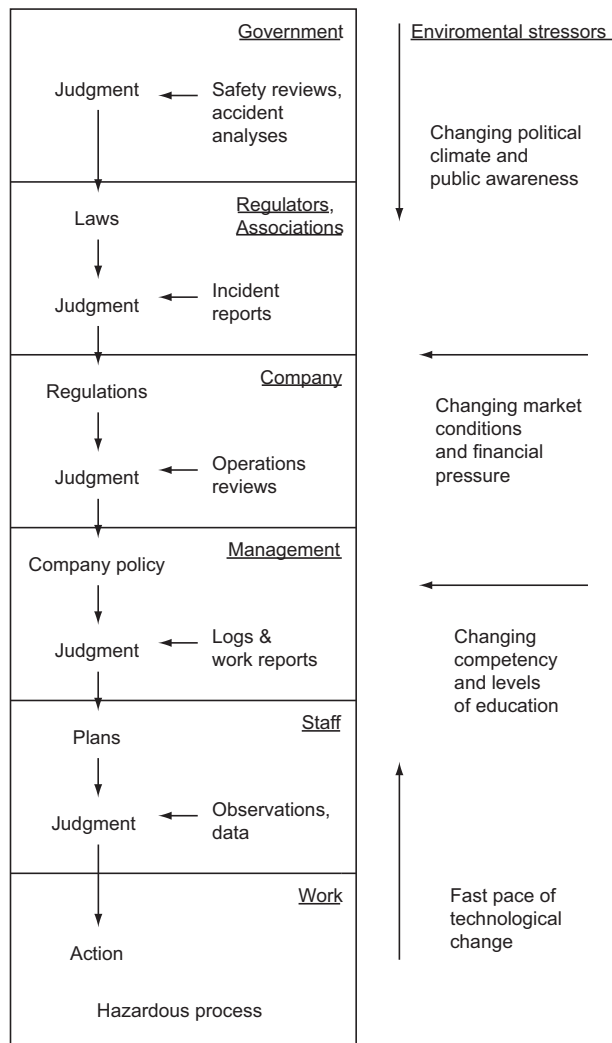 Government
Judgment
Safety reviews,
accident
analyses
Regulators,
Associations
Laws
Judgment
Incident
reports
Company
Regulations
Judgment
Operations
reviews
Management
Company policy
Judgment
Logs &
work reports
Staff
Plans
Judgment
Observations,
data
Work
Action
Hazardous process
Enviromental stressors
Changing political
climate and
public awareness
Changing market
conditions
and financial
pressure
Changing
competency
and levels
of education
Fast pace of
technological
change